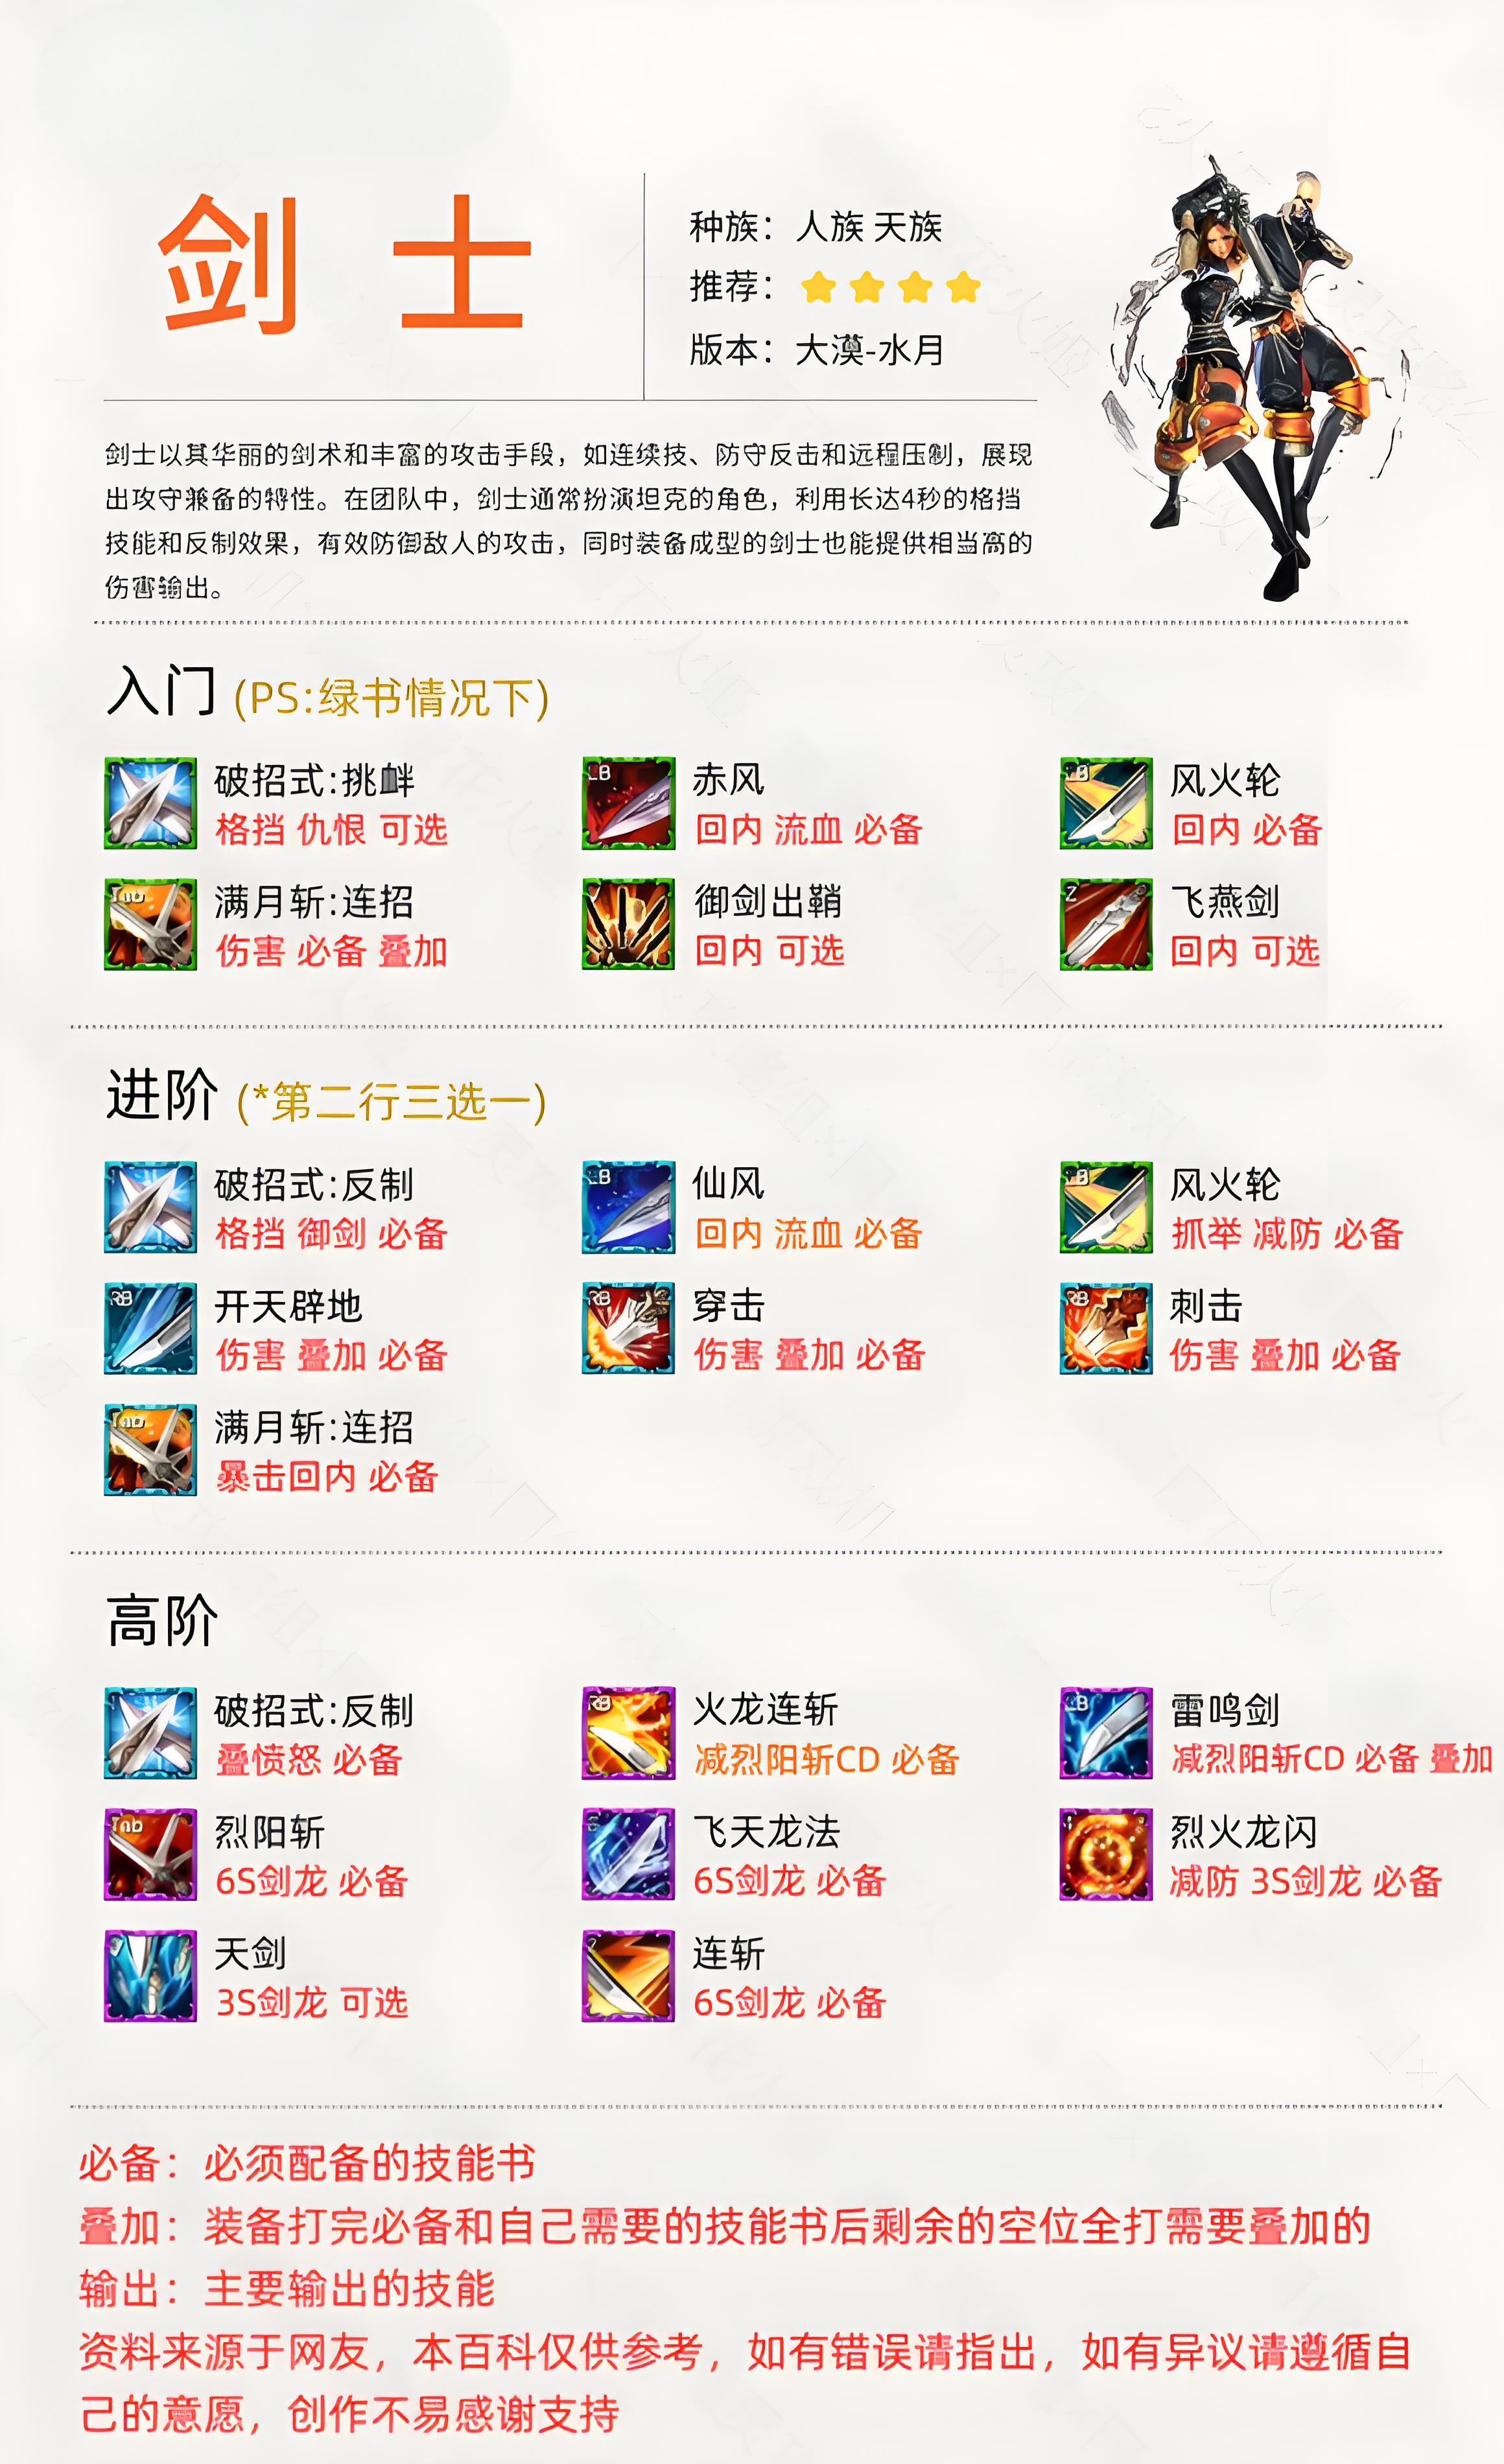 剑 士
种族：人族 天族
推荐：
版本：大漠-水月
剑士以其华丽的剑术和丰富的攻击手段，如连续技、防守反击和远程压制，展现
出攻守兼备的特性。在团队中，剑士通常扮演坦克的角色，利用长达4秒的格挡
技能和反制效果，有效防御敌人的攻击，同时装备成型的剑士也能提供相当高的
伤害输出。
入门 (PS:绿书情况下)
破招式:挑衅
格挡 仇恨 可选
赤风
回内 流血 必备
风火轮
回内 必备
满月斩:连招
伤害 必备 叠加
御剑出鞘
回内 可选
飞燕剑
回内 可选
进阶 (*第二行三选一)
破招式:反制
格挡 御剑 必备
仙风
回内 流血 必备
风火轮
抓举 减防 必备
开天辟地
伤害 叠加 必备
穿击
伤害 叠加 必备
刺击
伤害 叠加 必备
满月斩:连招
暴击回内 必备
高阶
破招式:反制
叠愤怒 必备
火龙连斩
减烈阳斩CD 必备
雷鸣剑
减烈阳斩CD 必备 叠加
烈阳斩
6S剑龙 必备
飞天龙法
6S剑龙 必备
烈火龙闪
减防 3S剑龙 必备
天剑
3S剑龙 可选
连斩
6S剑龙 必备
必备：必须配备的技能书
叠加：装备打完必备和自己需要的技能书后剩余的空位全打需要叠加的
输出：主要输出的技能
资料来源于网友，本百科仅供参考，如有错误请指出，如有异议请遵循自
己的意愿，创作不易感谢支持